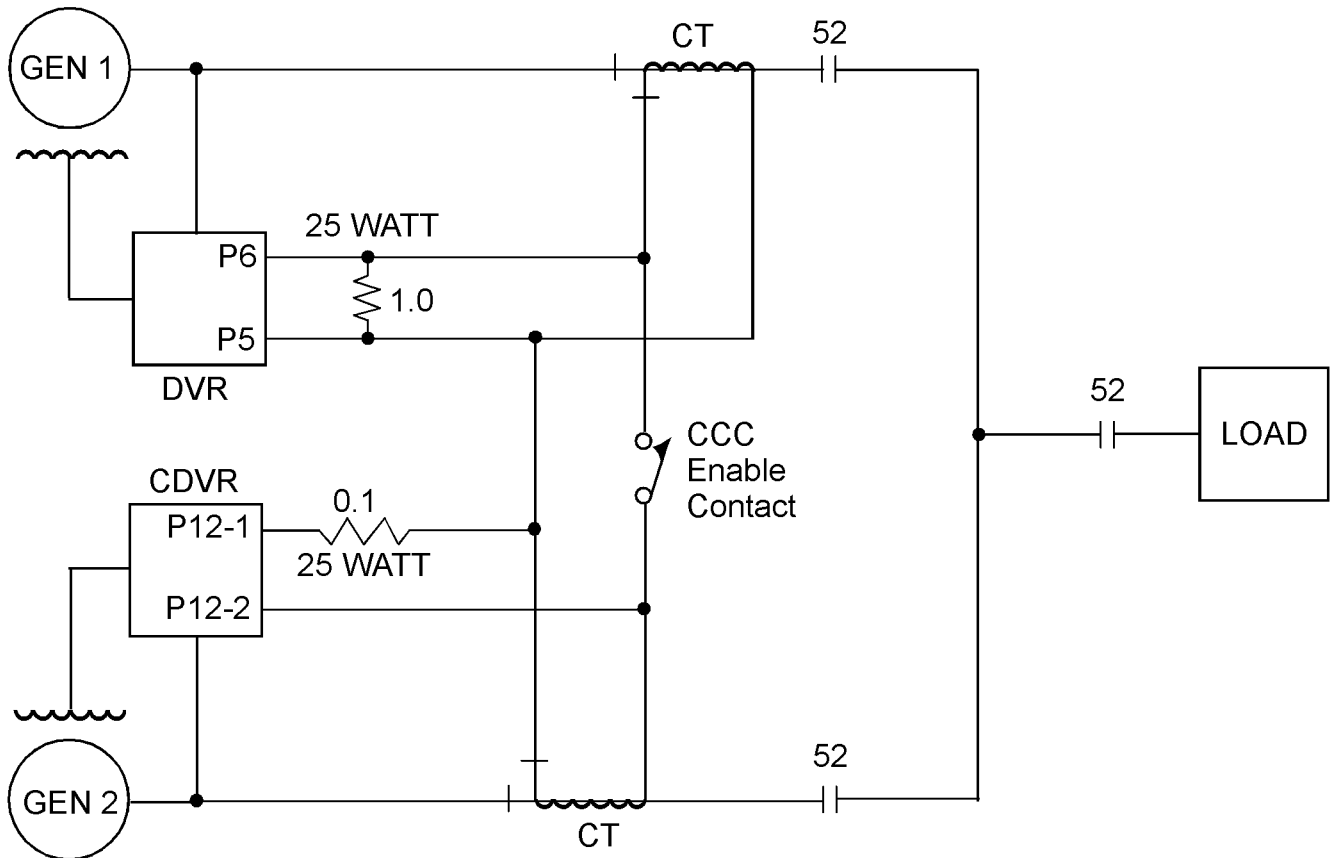 52
CT
GEN 1
25 WATT
P6
1.0
P5
DVR
52
CCC
Enable
Contact
LOAD
CDVR
0.1
P12-1
25 WATT
P12-2
52
GEN 2
CT